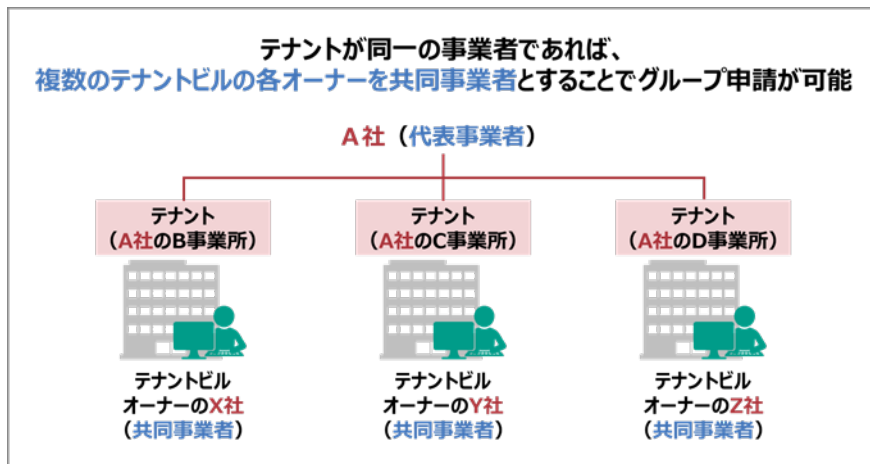 テナントが同一の事業者であれば、
複数のテナントビルの各オーナーを共同事業者とすることでグループ申請が可能
A社（代表事業者）
テナント
（A社のB事業所）
テナント
（A社のC事業所）
テナント
（A社のD事業所）
テナントビル
オーナーのX社
（共同事業者）
テナントビル
オーナーのY社
（共同事業者）
テナントビル
オーナーのZ社
（共同事業者）